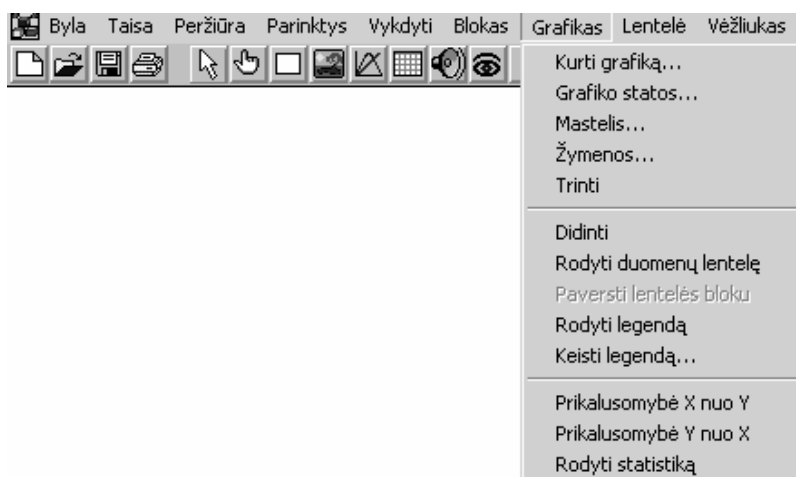 Byla Taisa Peržiūra Parinktys Vykdyti Blokas Grafikas Lentelė Vėžliukas
Kurti grafiką...
Grafiko statos...
Mastelis...
Žymenos...
Trinti
Didinti
Rodyti duomenų lentelę
Paversti lentelės bloku
Rodyti legendą
Keisti legendą...
Prikalusomybė X nuo Y
Prikalusomybė Y nuo X
Rodyti statistiką